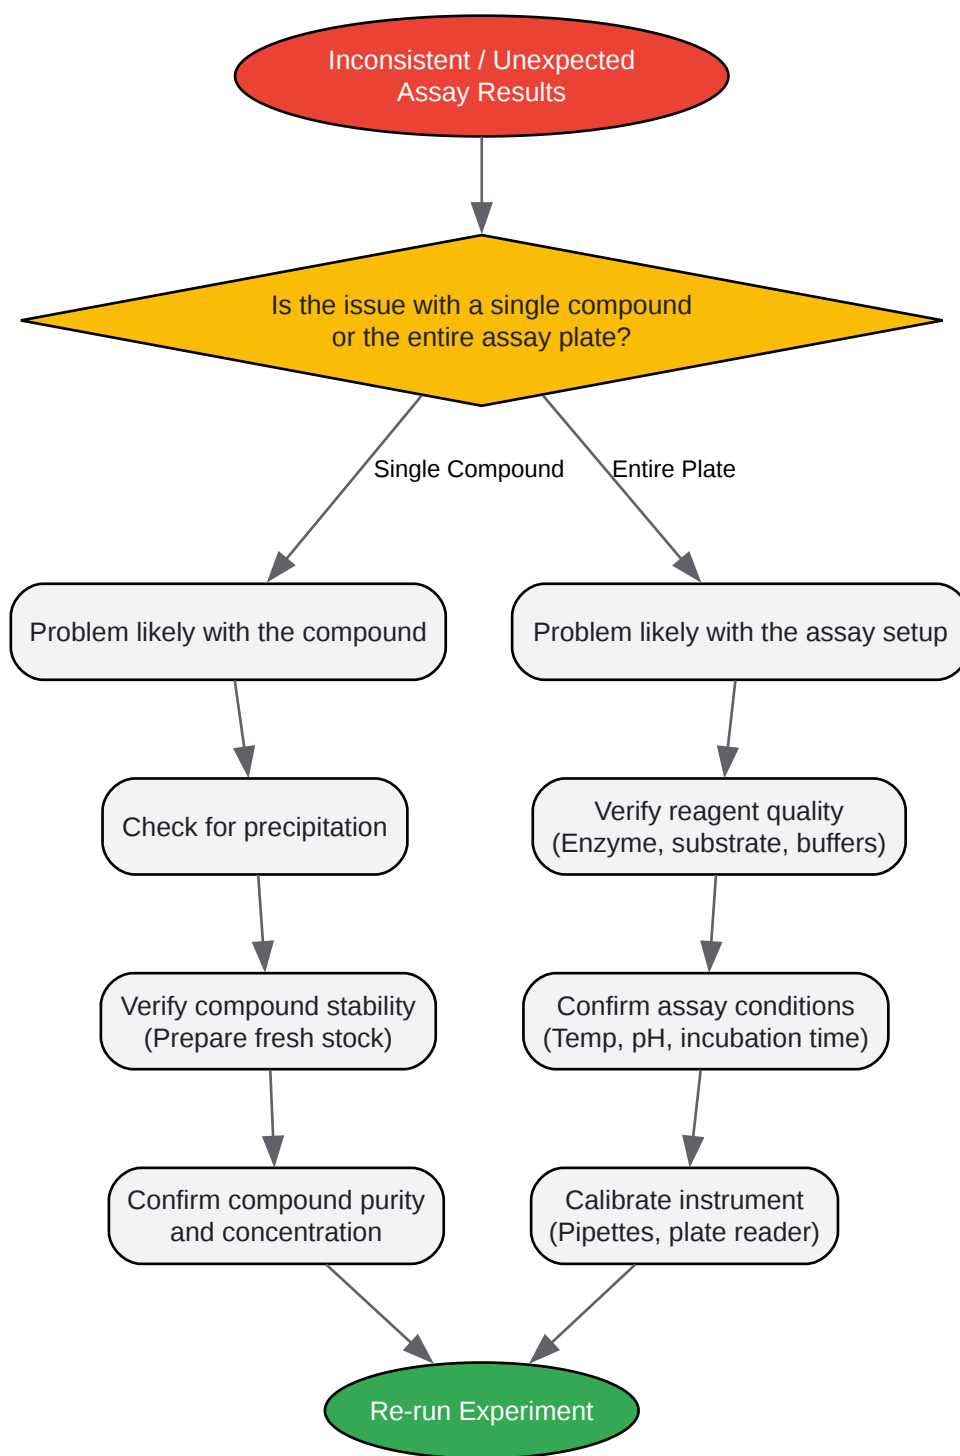 Inconsistent / Unexpected
Assay Results
Is the issue with a single compound
or the entire assay plate?
Single Compound
Entire Plate
Problem likely with the compound
Problem likely with the assay setup
Check for precipitation
Verify reagent quality
(Enzyme, substrate, buffers)
Verify compound stability
(Prepare fresh stock)
Confirm assay conditions
(Temp, pH, incubation time)
Confirm compound purity
and concentration
Calibrate instrument
(Pipettes, plate reader)
Re-run Experiment